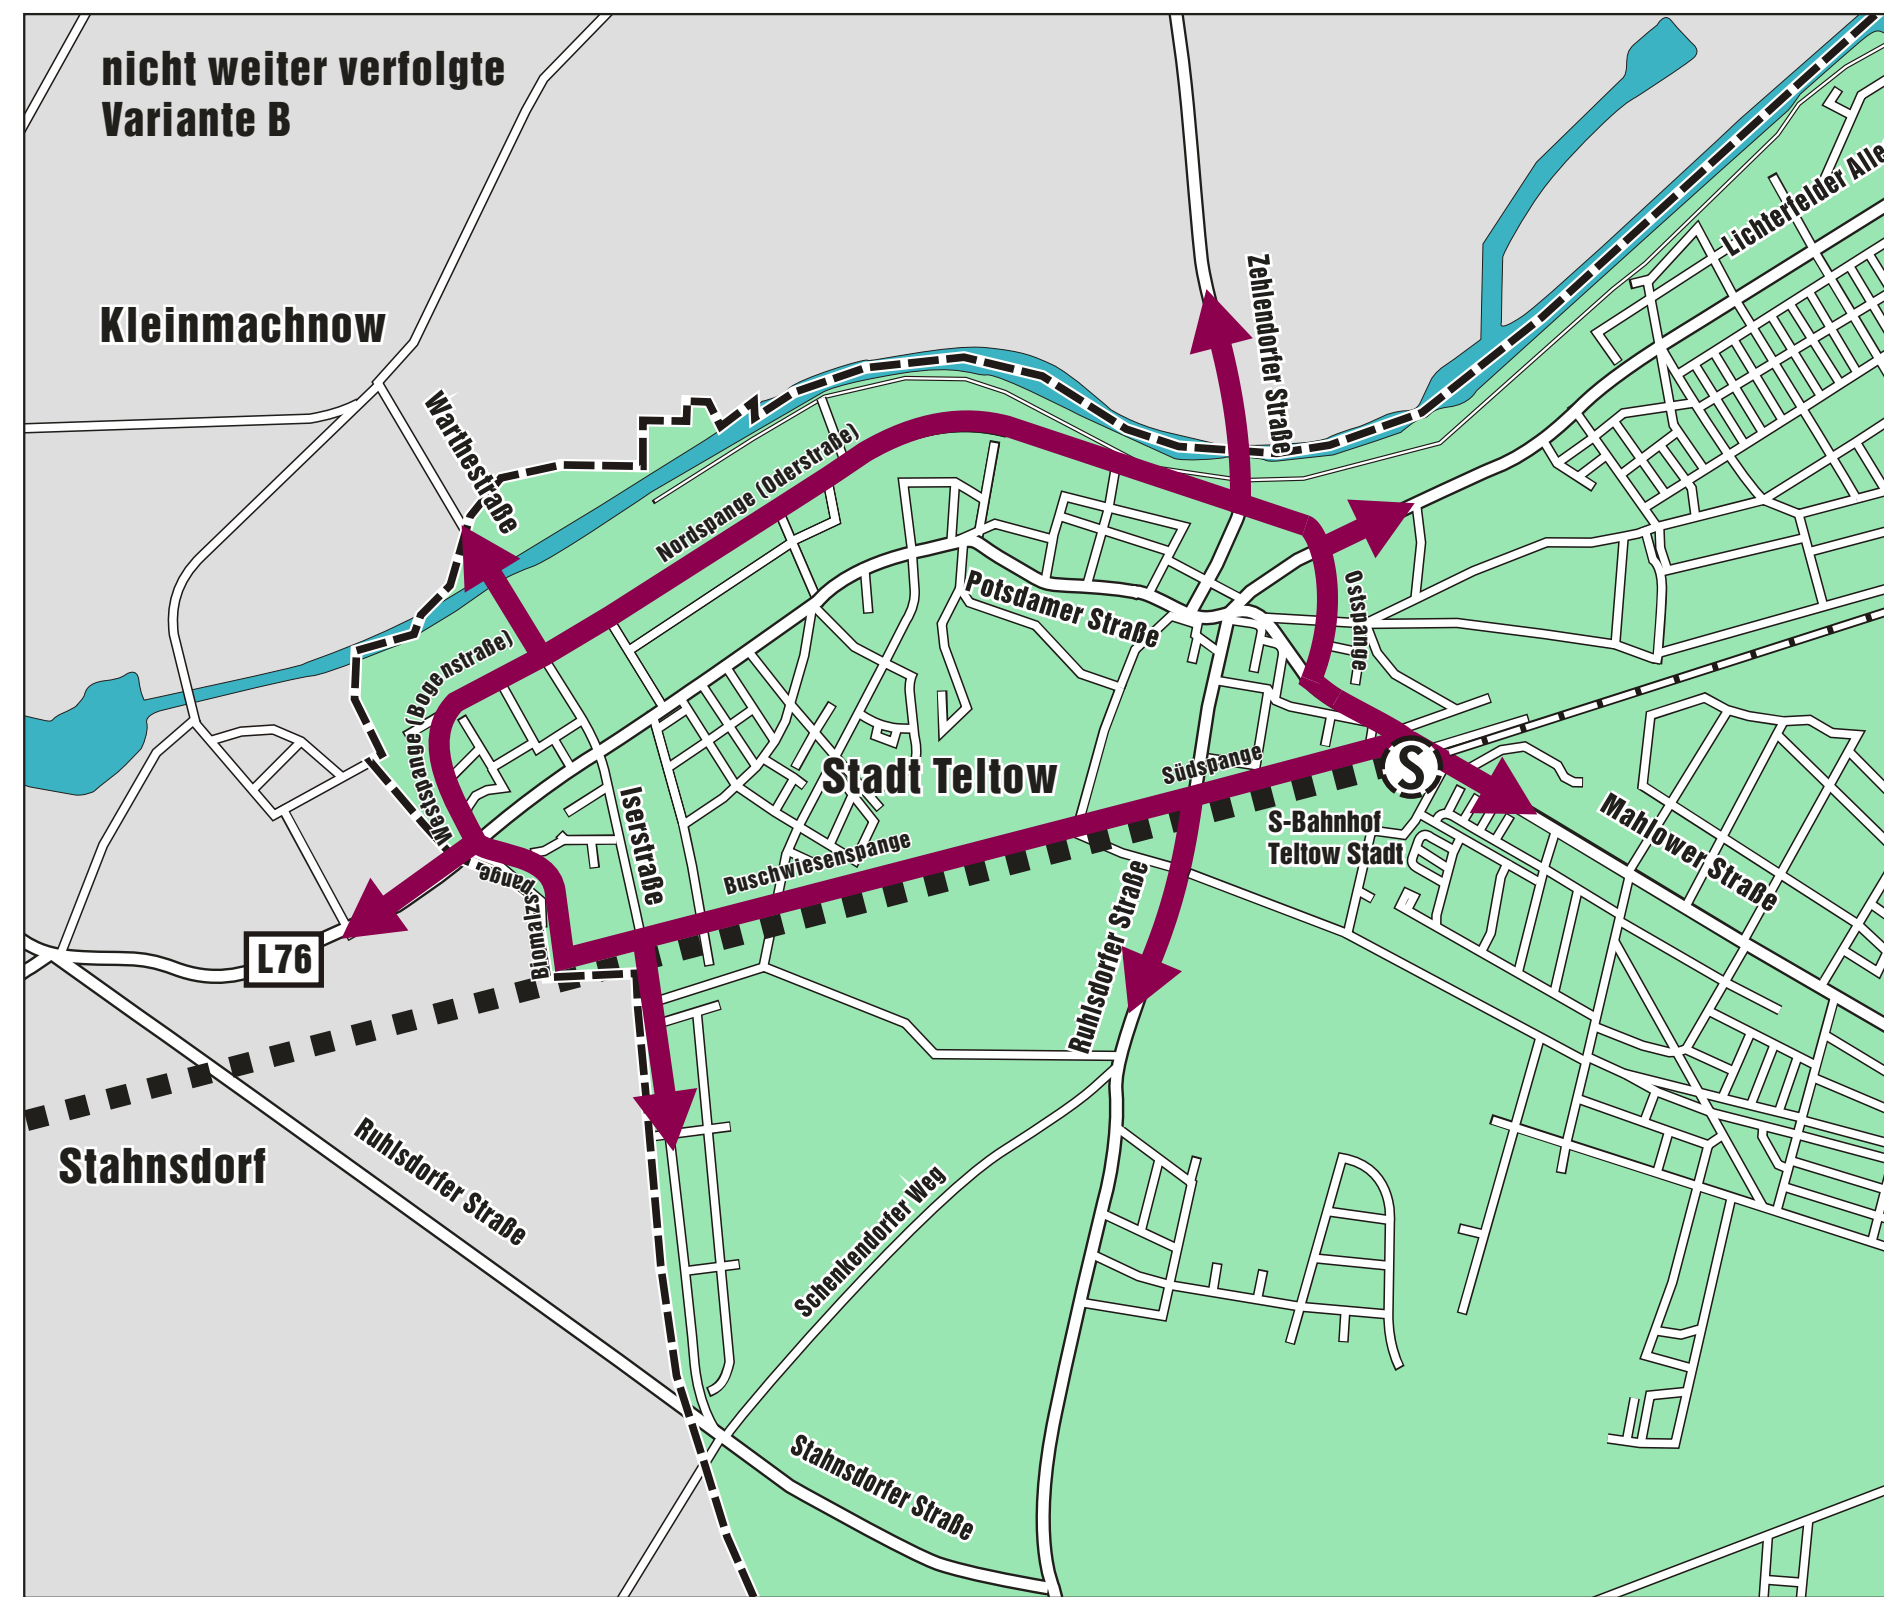 nicht weiter verfolgte
Variante B
Kleinmachnow
Warthestraße
Zehlendorfer Straße
Lichterfelder Alle
Nordspange (Oderstraße)
Westspange (Bogenstraße)
Potsdamer Straße
Ostspange
Stadt Teltow
Südspange
S
S-Bahnhof
Teltow Stadt
Mahlower Straße
Iserstraße
Buschwiesenspange
Biomalzspange
L76
Ruhlsdorfer Straße
Stahnsdorf
Ruhlsdorfer Straße
Schenkendorfer Weg
Stahnsdorfer Straße